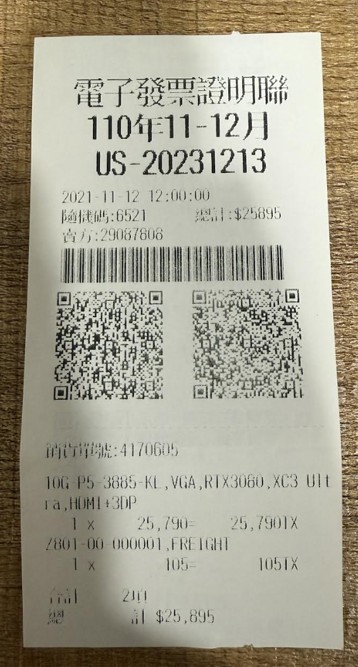 電子發票證明聯
110年11-12月
US-20231213
2021-11-12 12:00:00
隨機碼:6521 總計:$25895
賣方:29087808
銷貨單號:4170605
10G-P5-3885-KL,VGA,RTX3080,XC3 Ult
ra,HDMI+3DP
1 x 25,790= 25,790TX
Z801-00-000001,FREIGHT
1 x 105= 105TX
合計 2項
總 計 $25,895